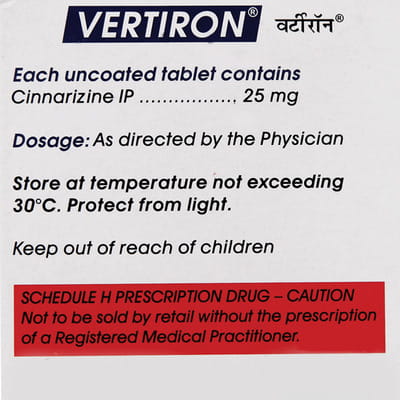 VERTIRON® वर्टीरॉन®
Each uncoated tablet contains
Cinnarizine IP ................., 25 mg
Dosage: As directed by the Physician
Store at temperature not exceeding
30°C. Protect from light.
Keep out of reach of children
SCHEDULE H PRESCRIPTION DRUG – CAUTION
Not to be sold by retail without the prescription
of a Registered Medical Practitioner.